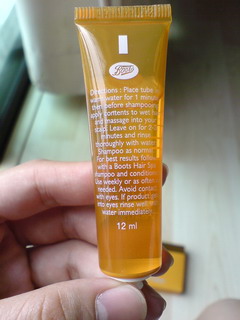 Boots
Directions : Place tube in
warm water for 1 minute
then before shampooing
apply contents to wet hair
and massage into your
scalp. Leave on for 2-3
minutes and rinse
thoroughly with water.
Shampoo as normal.
For best results follow
with a Boots Hair Spa
shampoo and conditioner.
Use weekly or as often as
needed. Avoid contact
with eyes. If product gets
into eyes rinse well with
water immediately.
12 ml